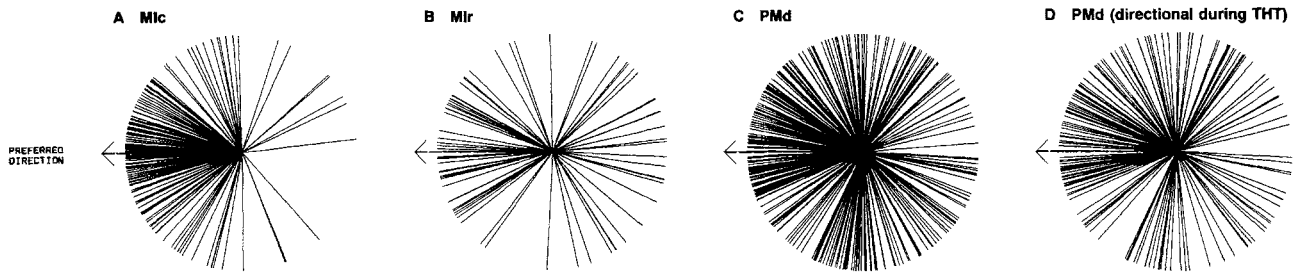 A MIc
B MIr
C PMd
D PMd (directional during THT)
PREFERRED
DIRECTION